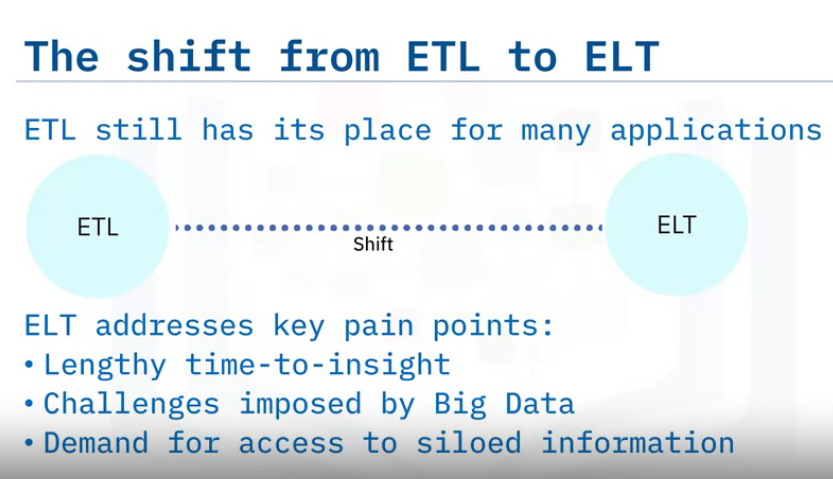 The shift from ETL to ELT
ETL still has its place for many applications
ETL
ELT
Shift
ELT addresses key pain points:
• Lengthy time-to-insight
• Challenges imposed by Big Data
• Demand for access to siloed information